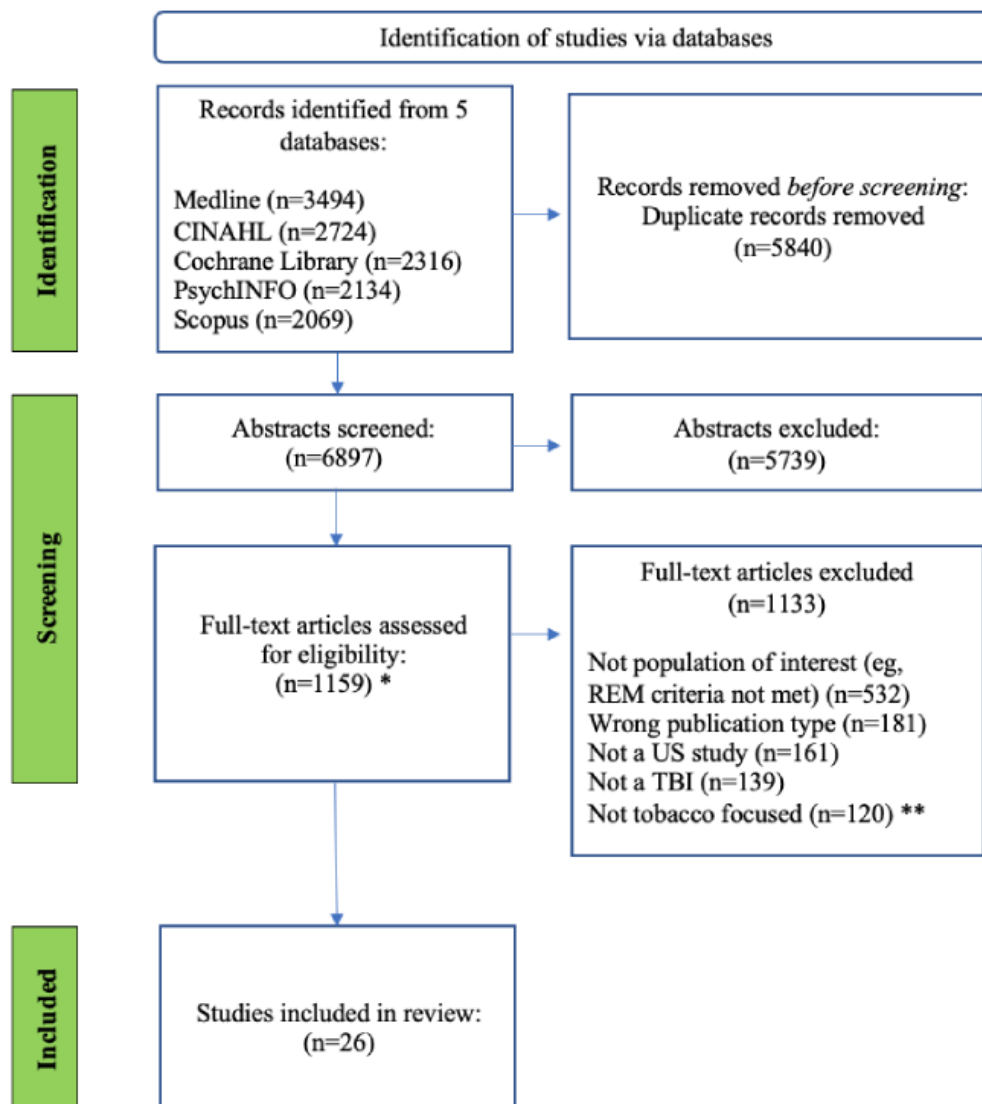 Identification of studies via databases
Identification
Records identified from 5
databases:
Medline (n=3494)
CINAHL (n=2724)
Cochrane Library (n=2316)
PsychINFO (n=2134)
Scopus (n=2069)
Records removed before screening:
Duplicate records removed
(n=5840)
Screening
Abstracts screened:
(n=6897)
Abstracts excluded:
(n=5739)
Full-text articles assessed
for eligibility:
(n=1159) *
Full-text articles excluded
(n=1133)
Not population of interest (eg,
REM criteria not met) (n=532)
Wrong publication type (n=181)
Not a US study (n=161)
Not a TBI (n=139)
Not tobacco focused (n=120) **
Included
Studies included in review:
(n=26)